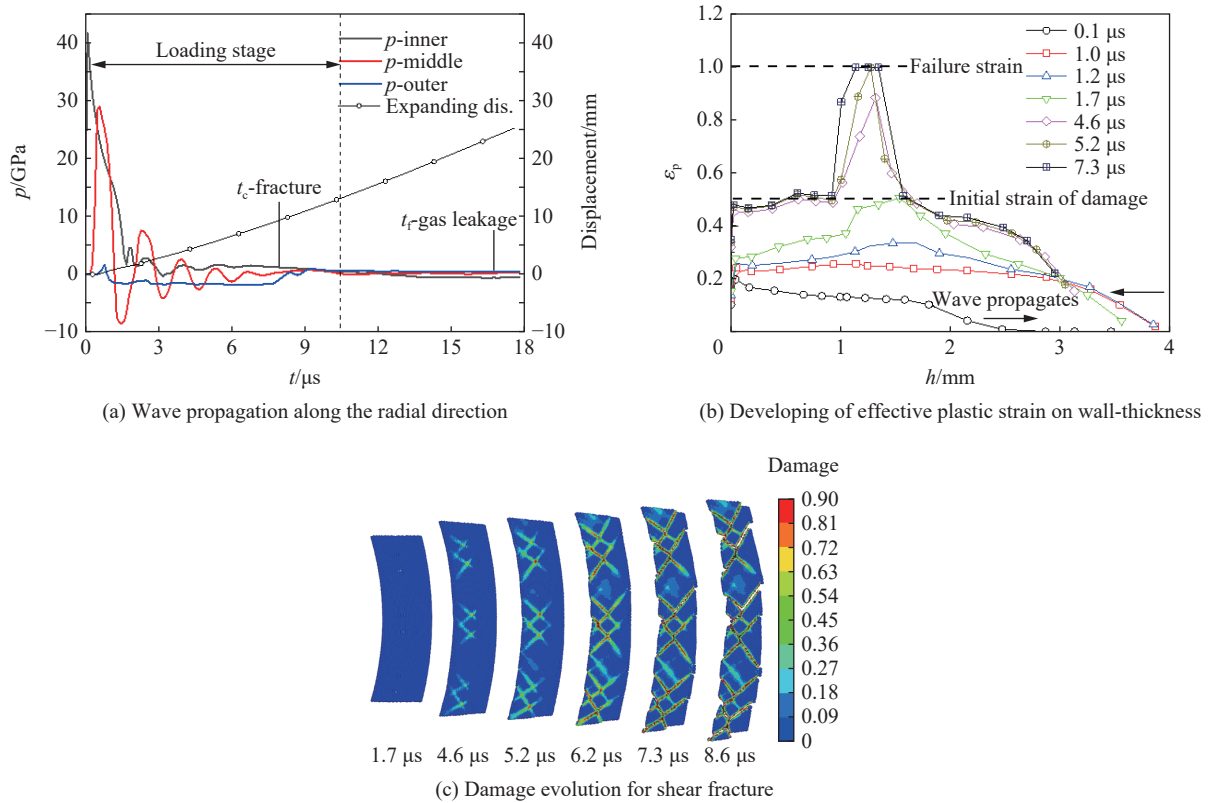 40
30
20
10
0
−10
p/GPa
Loading stage
p-inner
p-middle
p-outer
Expanding dis.
t_c-fracture
t_f-gas leakage
40
30
20
10
0
−10
Displacement/mm
0 3 6 9 12 15 18
t/μs
(a) Wave propagation along the radial direction
1.2
1.0
0.8
0.6
0.4
0.2
0
ε_p
0.1 μs
1.0 μs
1.2 μs
1.7 μs
4.6 μs
5.2 μs
7.3 μs
Failure strain
Initial strain of damage
Wave propagates
0 1 2 3 4
h/mm
(b) Developing of effective plastic strain on wall-thickness
Damage
0.90
0.81
0.72
0.63
0.54
0.45
0.36
0.27
0.18
0.09
0
1.7 μs 4.6 μs 5.2 μs 6.2 μs 7.3 μs 8.6 μs
(c) Damage evolution for shear fracture